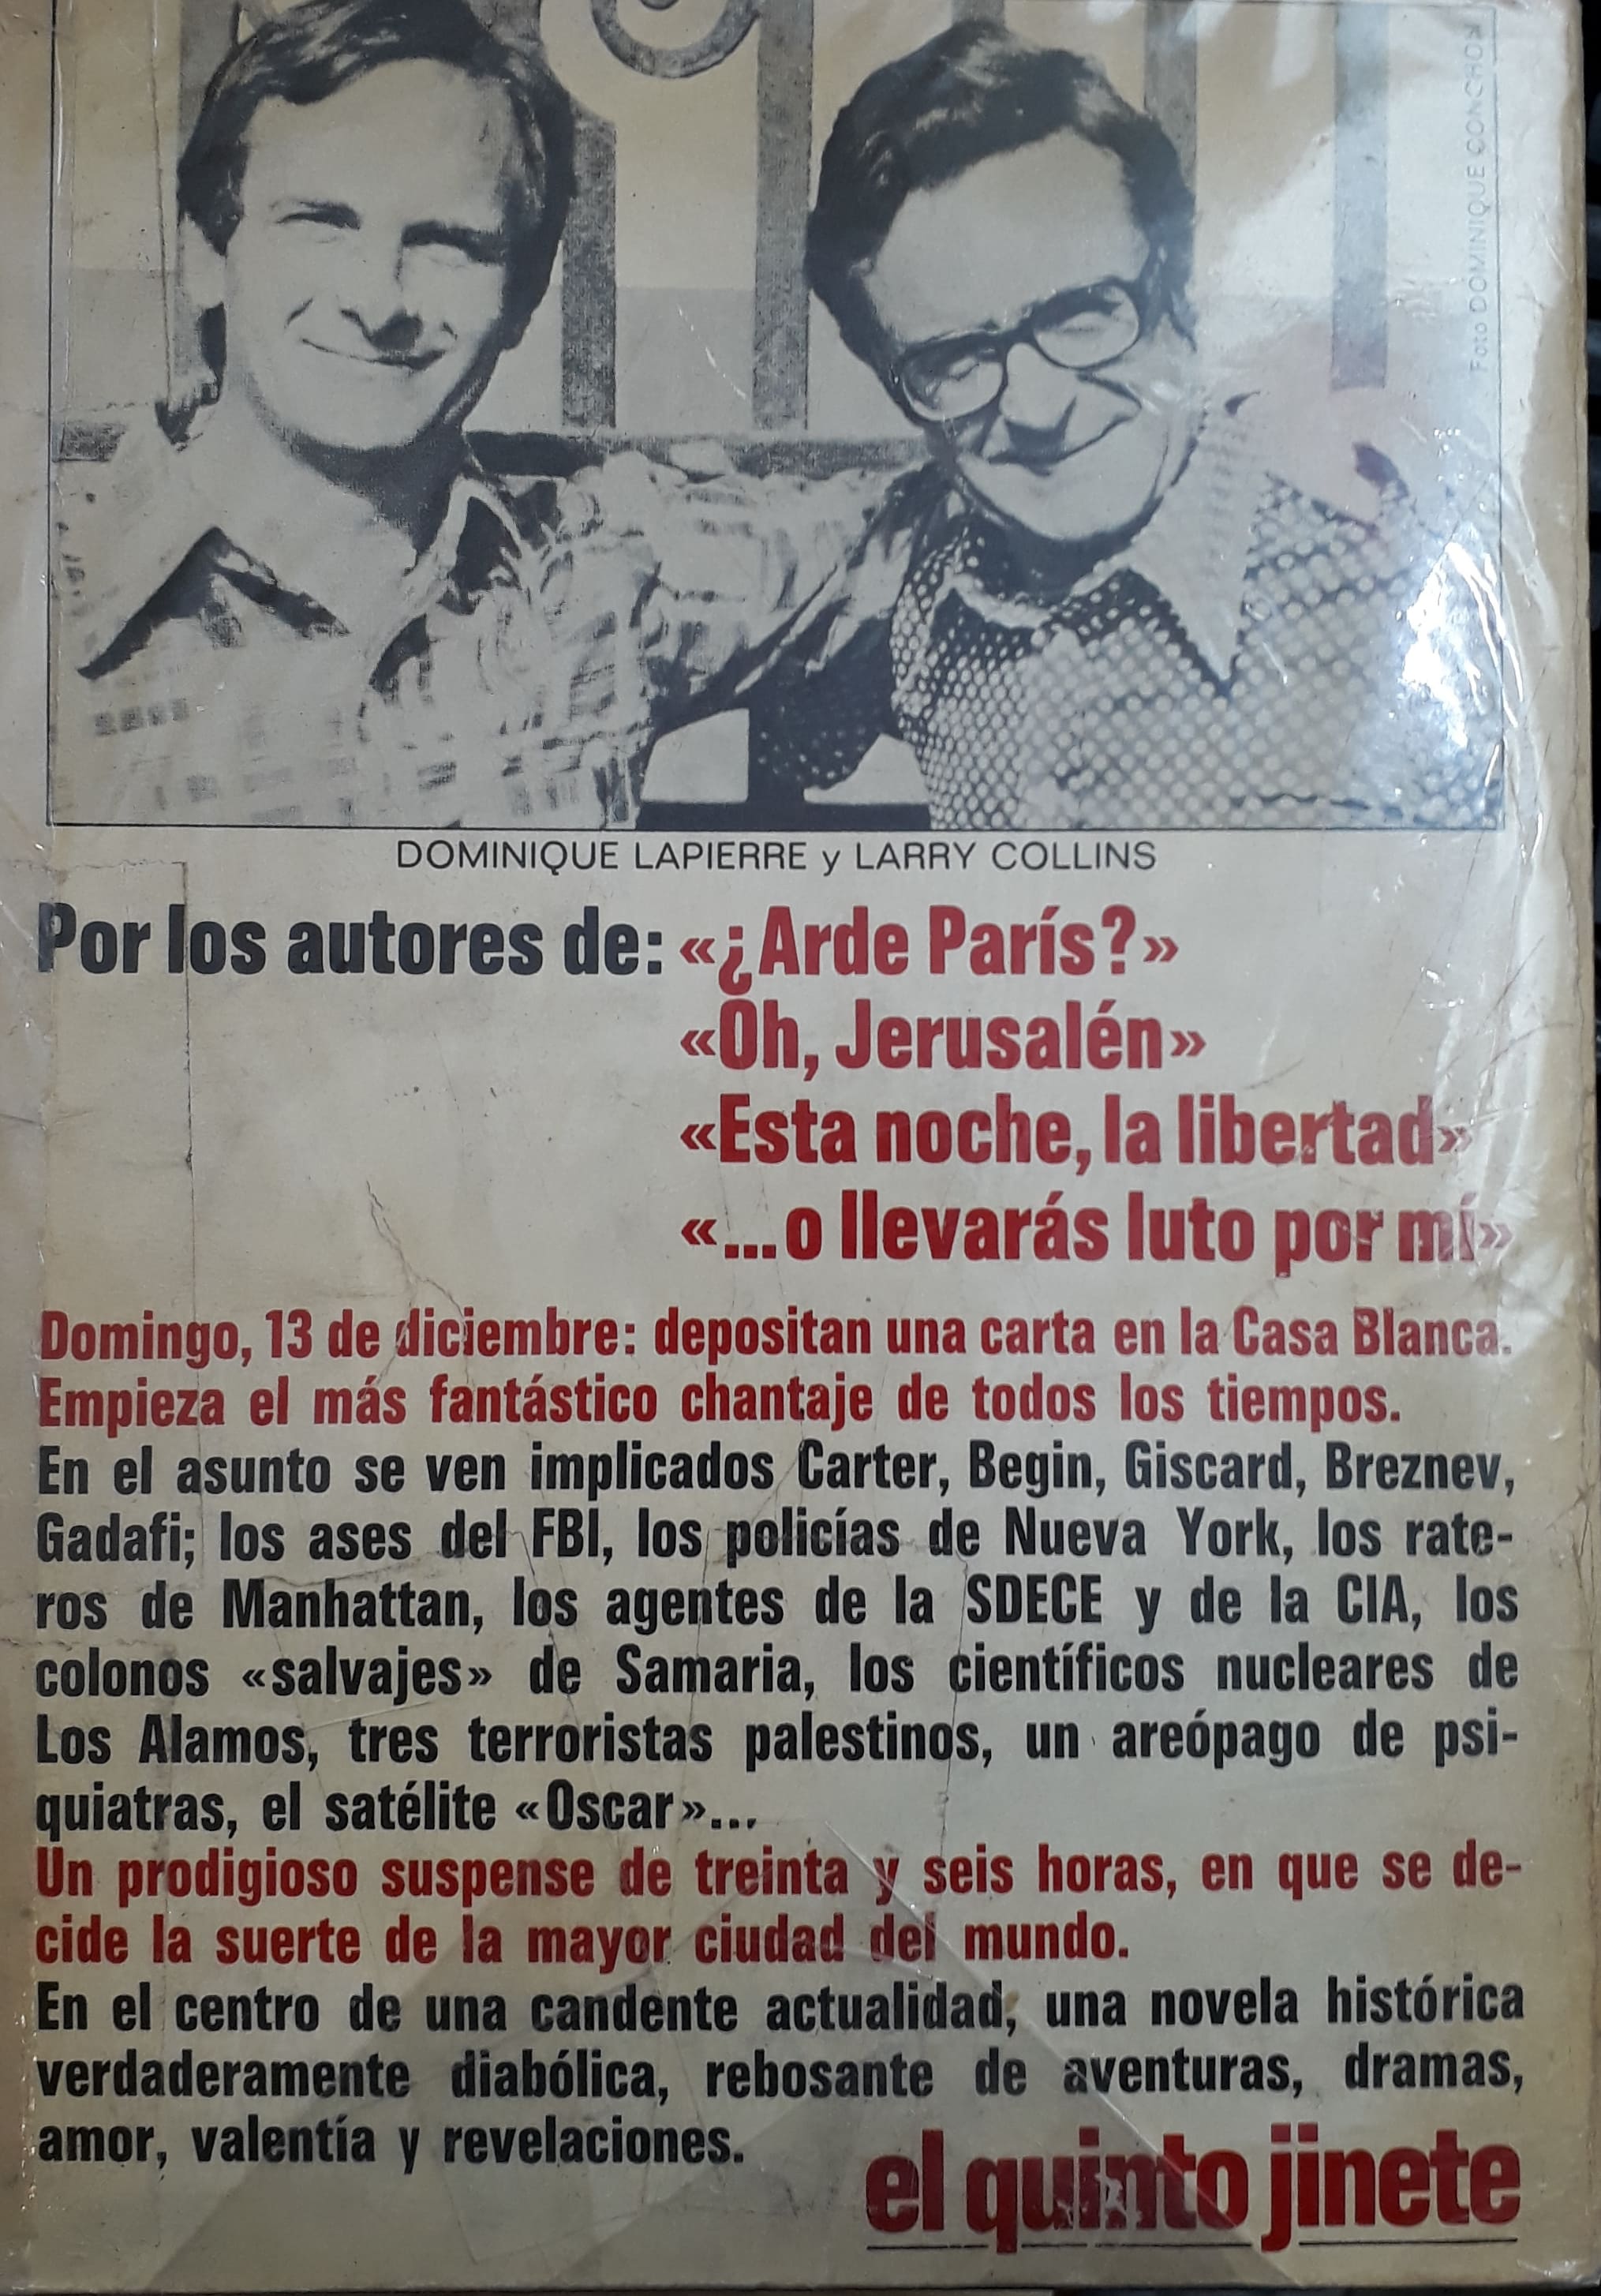 Foto DOMINIQUE CONCHON
DOMINIQUE LAPIERRE y LARRY COLLINS
Por los autores de: «¿Arde París?»
«Oh, Jerusalén»
«Esta noche, la libertad»
«...o llevarás luto por mí»
Domingo, 13 de diciembre: depositan una carta en la Casa Blanca.
Empieza el más fantástico chantaje de todos los tiempos.
En el asunto se ven implicados Carter, Begin, Giscard, Breznev,
Gadafi; los ases del FBI, los policías de Nueva York, los rate-
ros de Manhattan, los agentes de la SDECE y de la CIA, los
colonos «salvajes» de Samaria, los científicos nucleares de
Los Alamos, tres terroristas palestinos, un areópago de psi-
quiatras, el satélite «Oscar»...
Un prodigioso suspense de treinta y seis horas, en que se de-
cide la suerte de la mayor ciudad del mundo.
En el centro de una candente actualidad, una novela histórica
verdaderamente diabólica, rebosante de aventuras, dramas,
amor, valentía y revelaciones.
el quinto jinete